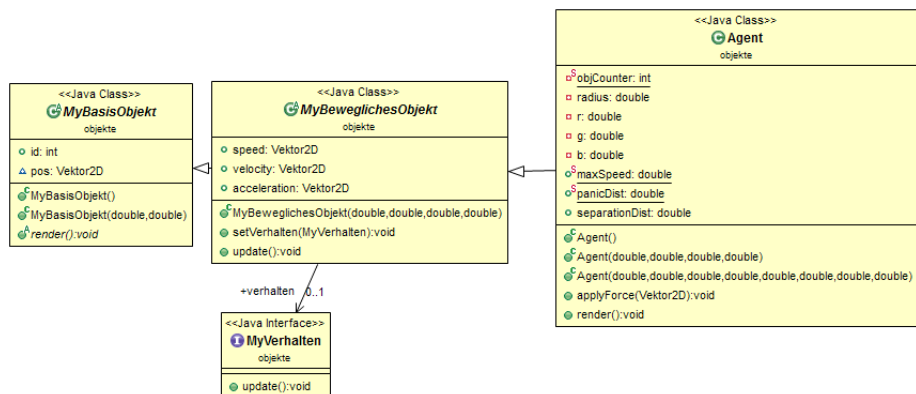 <<Java Class>>
MyBasisObjekt
objekte
id: int
pos: Vektor2D
MyBasisObjekt()
MyBasisObjekt(double,double)
render():void
<<Java Class>>
MyBeweglichesObjekt
objekte
speed: Vektor2D
velocity: Vektor2D
acceleration: Vektor2D
MyBeweglichesObjekt(double,double,double,double)
setVerhalten(MyVerhalten):void
update():void
+verhalten 0..1
<<Java Interface>>
MyVerhalten
objekte
update():void
<<Java Class>>
Agent
objekte
objCounter: int
radius: double
r: double
g: double
b: double
maxSpeed: double
panicDist: double
separationDist: double
Agent()
Agent(double,double,double,double)
Agent(double,double,double,double,double,double,double,double)
applyForce(Vektor2D):void
render():void